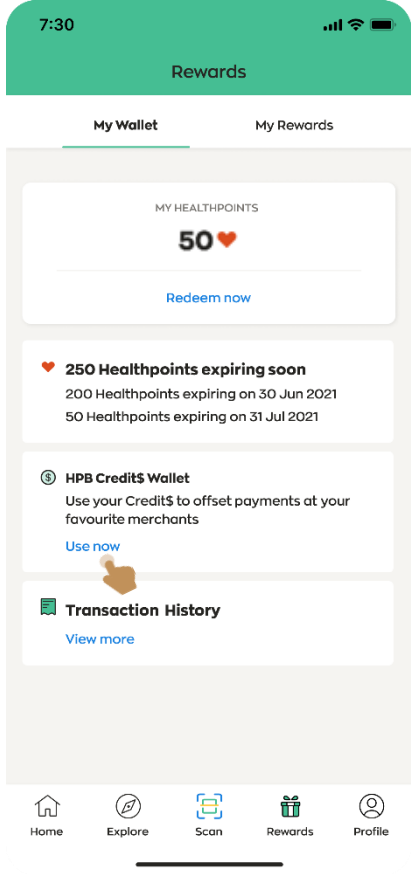 7:30
Rewards
My Wallet
My Rewards
MY HEALTHPOINTS
50
Redeem now
250 Healthpoints expiring soon
200 Healthpoints expiring on 30 Jun 2021
50 Healthpoints expiring on 31 Jul 2021
$ HPB Credit$ Wallet
Use your Credit$ to offset payments at your
favourite merchants
Use now
Transaction History
View more
Home
Explore
Scan
Rewards
Profile